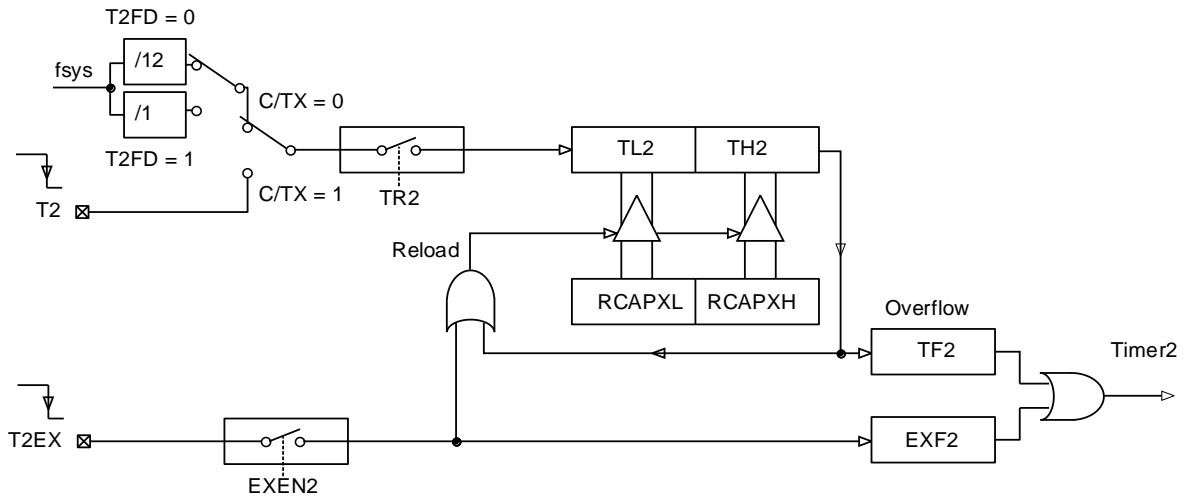 T2FD = 0
/12
fsys
C/TX = 0
/1
T2FD = 1
TL2
TH2
TR2
C/TX = 1
T2
Reload
RCAPXL
RCAPXH
Overflow
TF2
Timer2
T2EX
EXF2
EXEN2